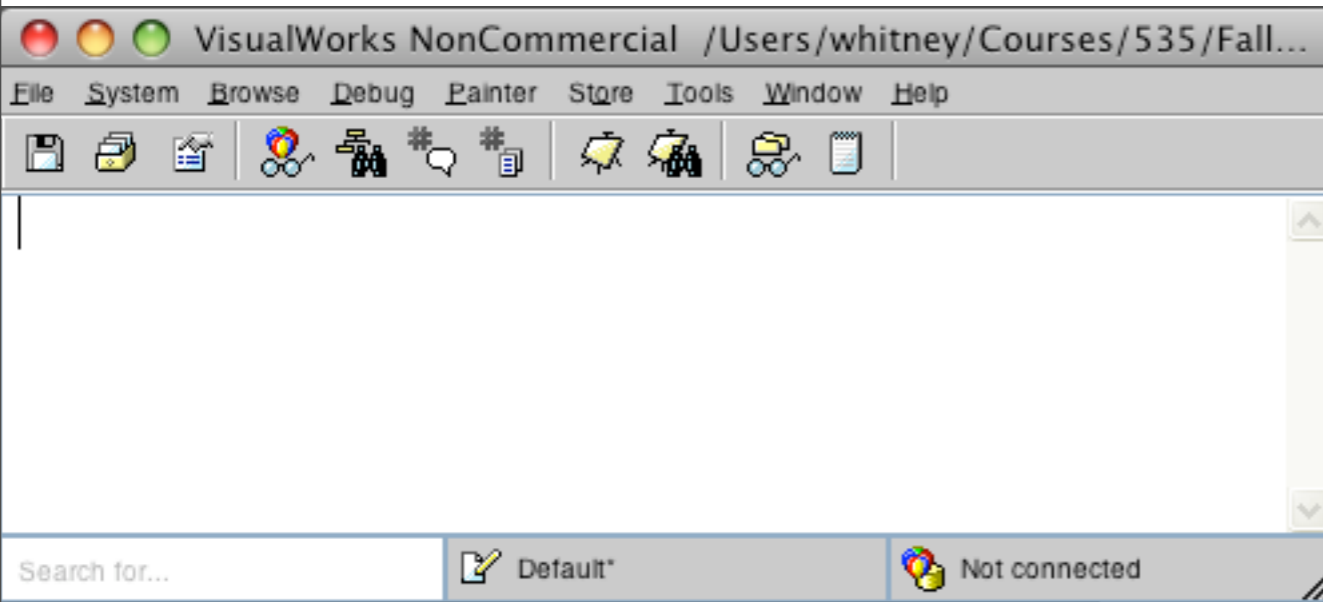 VisualWorks NonCommercial /Users/whitney/Courses/535/Fall...
File System Browse Debug Painter Store Tools Window Help
Search for... Default* Not connected